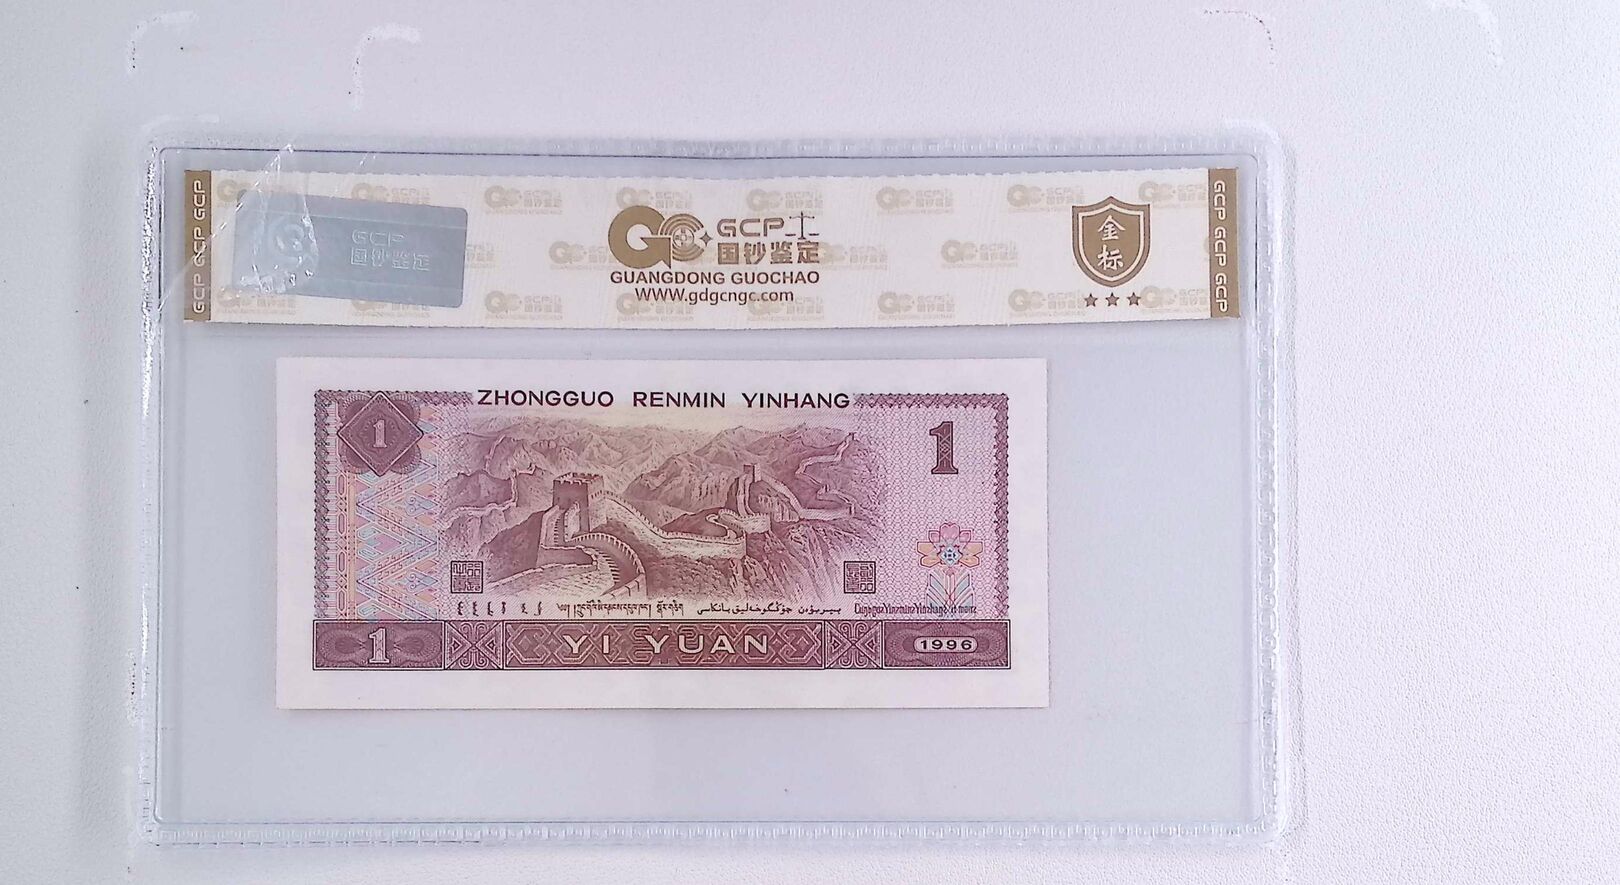 GCP GCP GCP
GCP
国钞鉴定
GCP
国钞鉴定
GUANGDONG GUOCHAO
WWW.gdgcngc.com
金
标
GCP GCP GCP
ZHONGGUO RENMIN YINHANG
1
1
1
YI YUAN
1996